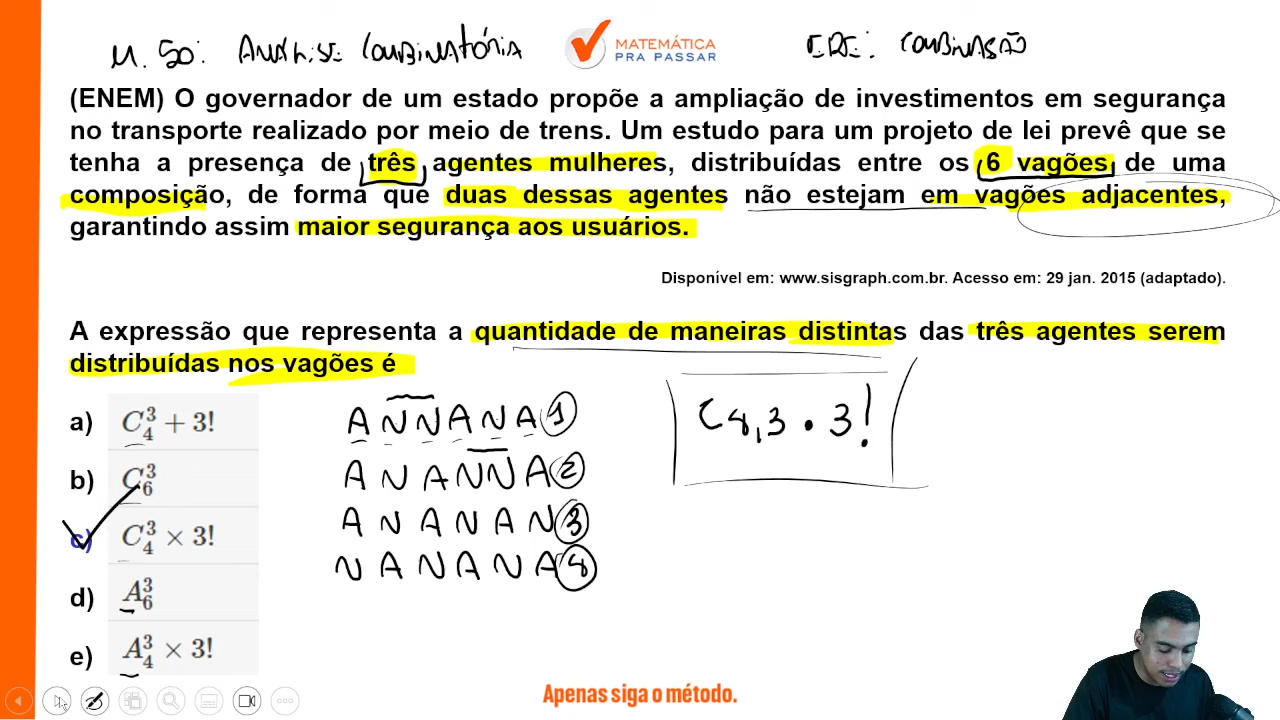 M. 50: ANÁLISE COMBINATÓRIA
MATEMÁTICA
PRA PASSAR
COMBINAÇÃO
(ENEM) O governador de um estado propõe a ampliação de investimentos em segurança
no transporte realizado por meio de trens. Um estudo para um projeto de lei prevê que se
tenha a presença de três agentes mulheres, distribuídas entre os 6 vagões de uma
composição, de forma que duas dessas agentes não estejam em vagões adjacentes,
garantindo assim maior segurança aos usuários.
Disponível em: www.sisgraph.com.br. Acesso em: 29 jan. 2015 (adaptado).
A expressão que representa a quantidade de maneiras distintas das três agentes serem
distribuídas nos vagões é
a) C₄³ + 3!
b) C₆³
c) C₄³ × 3!
d) A₆³
e) A₄³ × 3!
A N N A N A 1
A N A N N A 2
A N A N A N 3
N A N A N A 4
C4,3 • 3!
Apenas siga o método.